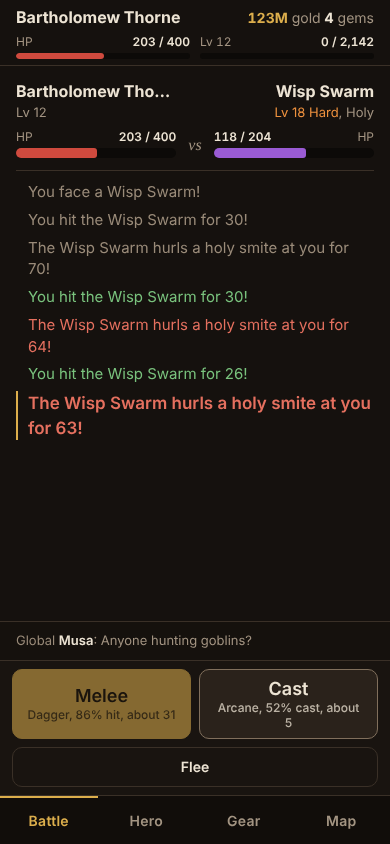 Bartholomew Thorne 123M gold 4 gems
HP 203 / 400 Lv 12 0 / 2,142
Bartholomew Tho... Wisp Swarm
Lv 12 Lv 18 Hard, Holy
HP 203 / 400 vs 118 / 204 HP
You face a Wisp Swarm!
You hit the Wisp Swarm for 30!
The Wisp Swarm hurls a holy smite at you for
70!
You hit the Wisp Swarm for 30!
The Wisp Swarm hurls a holy smite at you for
64!
You hit the Wisp Swarm for 26!
The Wisp Swarm hurls a holy smite at you
for 63!
Global Musa: Anyone hunting goblins?
Melee
Dagger, 86% hit, about 31
Cast
Arcane, 52% cast, about
5
Flee
Battle Hero Gear Map